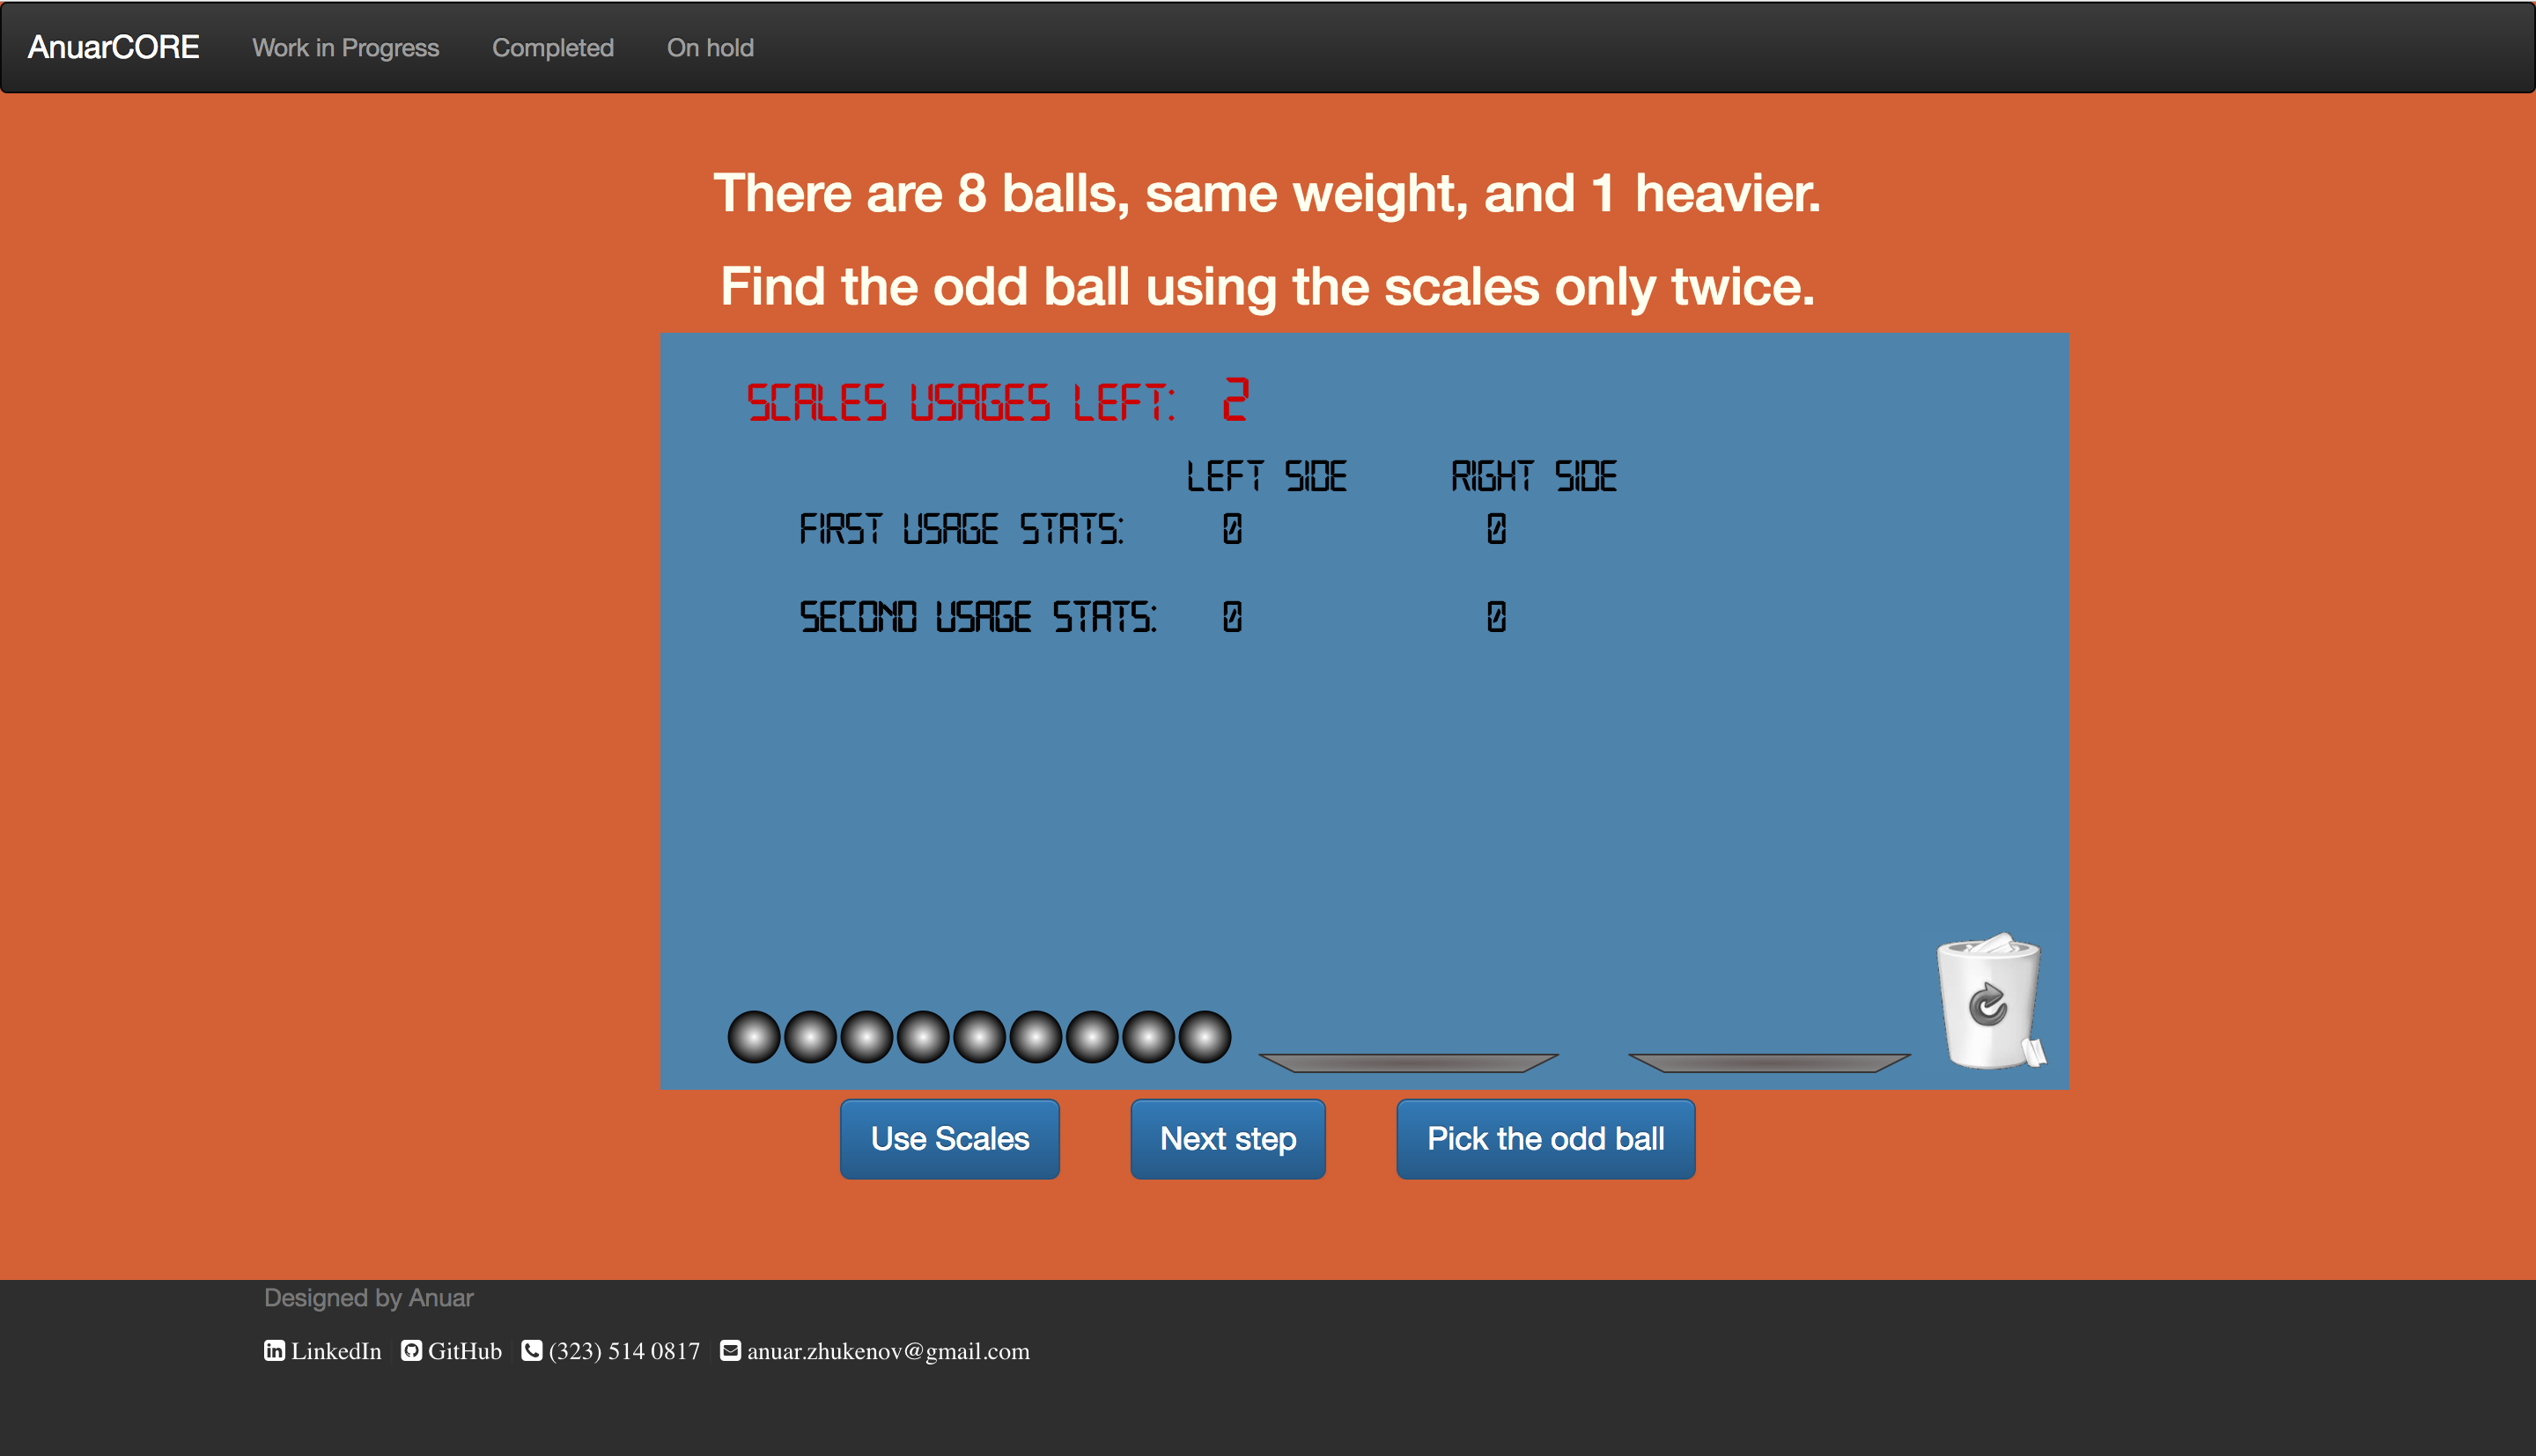 AnuarCORE Work in Progress Completed On hold
There are 8 balls, same weight, and 1 heavier.
Find the odd ball using the scales only twice.
SCALES USAGES LEFT: 2
LEFT SIDE RIGHT SIDE
FIRST USAGE STATS: 0 0
SECOND USAGE STATS: 0 0
Use Scales Next step Pick the odd ball
Designed by Anuar
LinkedIn GitHub (323) 514 0817 anuar.zhukenov@gmail.com